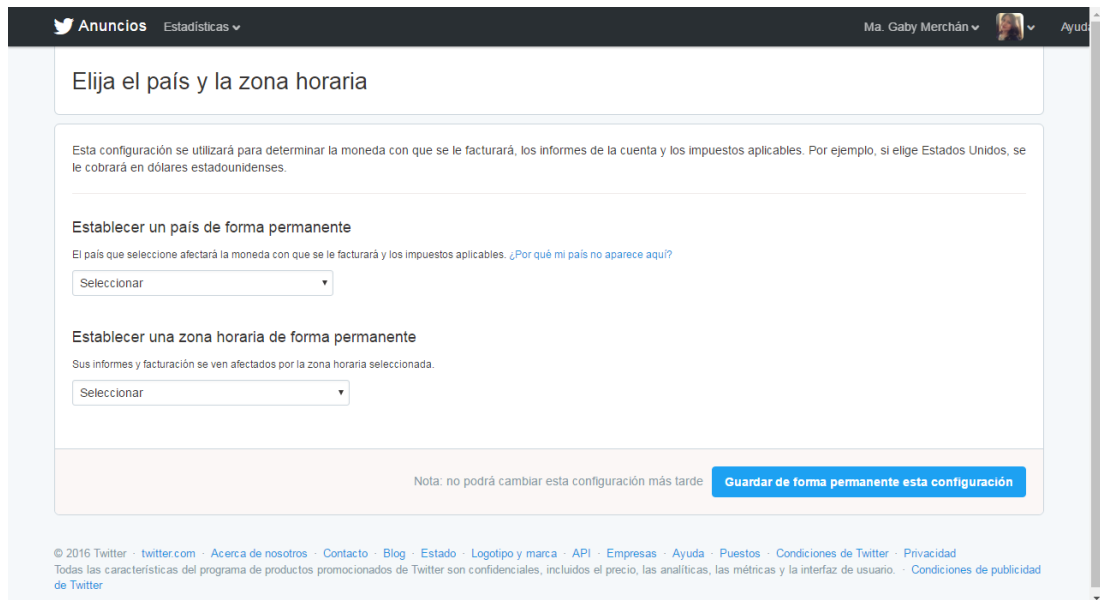 Anuncios Estadísticas Ma. Gaby Merchán
Elija el país y la zona horaria
Esta configuración se utilizará para determinar la moneda con que se le facturará, los informes de la cuenta y los impuestos aplicables. Por ejemplo, si elige Estados Unidos, se
le cobrará en dólares estadounidenses.
Establecer un país de forma permanente
El país que seleccione afectará la moneda con que se le facturará y los impuestos aplicables. ¿Por qué mi país no aparece aquí?
Seleccionar
Establecer una zona horaria de forma permanente
Sus informes y facturación se ven afectados por la zona horaria seleccionada.
Seleccionar
Nota: no podrá cambiar esta configuración más tarde Guardar de forma permanente esta configuración
© 2016 Twitter · twitter.com · Acerca de nosotros · Contacto · Blog · Estado · Logotipo y marca · API · Empresas · Ayuda · Puestos · Condiciones de Twitter · Privacidad
Todas las características del programa de productos promocionados de Twitter son confidenciales, incluidos el precio, las analíticas, las métricas y la interfaz de usuario. · Condiciones de publicidad
de Twitter